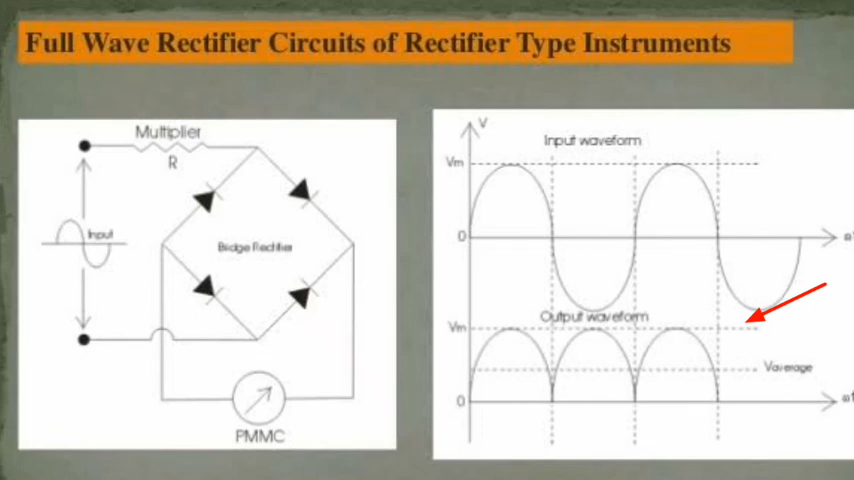 Full Wave Rectifier Circuits of Rectifier Type Instruments
Multiplier
R
Input
Bridge Rectifier
PMMC
V
Input waveform
Vm
0
Output waveform
Vm
Vaverage
0